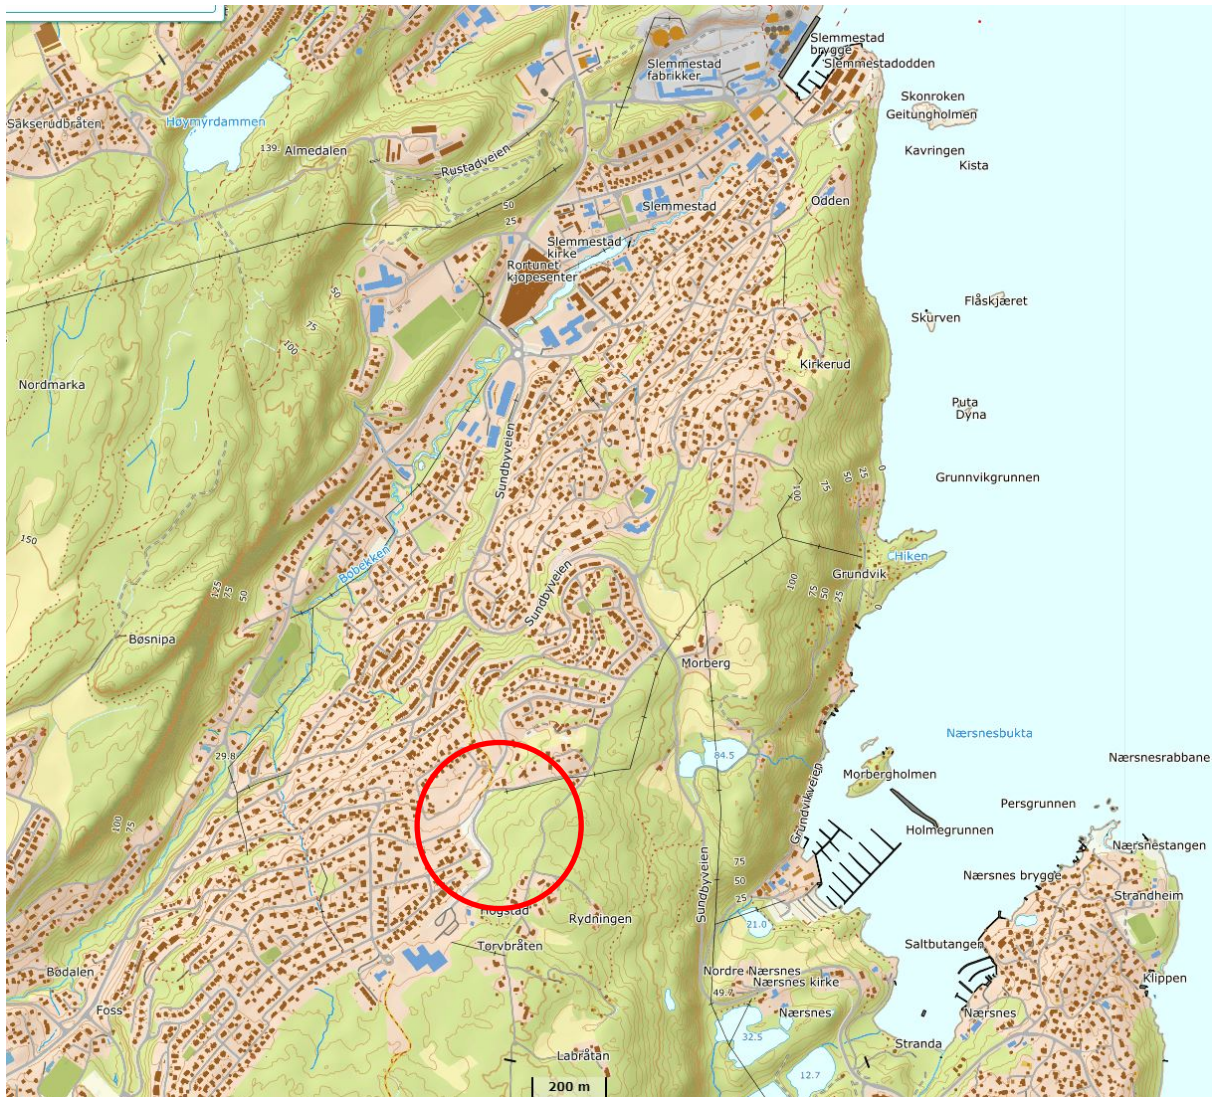 Slemmestad
brygge
Slemmestadodden
Slemmestad
fabrikker
Skonroken
Geitungholmen
Sakserudbråten
Høymyrdammen
139.
Almedalen
Rustadveien
Kavringen
Kista
50
25
Slemmestad
Odden
Slemmestad
kirke
Rortunet
kjøpesenter
50
75
100
Flåskjæret
Skurven
Nordmarka
Kirkerud
Puta
Dyna
Sundbyveien
Grunnvikgrunnen
0
25
50
75
100
150
Bøbekken
Hiken
Grundvik
125
75
50
Sundbyveien
100
75
50
25
0
Bøsnipa
Morberg
Nærsnesbukta
29.8
84.5
Nærsnesrabbane
Morbergholmen
Grundvikveien
Persgrunnen
100
75
Holmegrunnen
Nærsnestangen
Sundbyveien
75
50
25
Nærsnes brygge
Strandheim
Høgstad
Rydningen
21.0
Torvbråten
Saltbutangen
Bødalen
Nordre Nærsnes
Nærsnes kirke
Klippen
Foss
49.7
Nærsnes
Nærsnes
32.5
Stranda
Labråtan
12.7
200 m